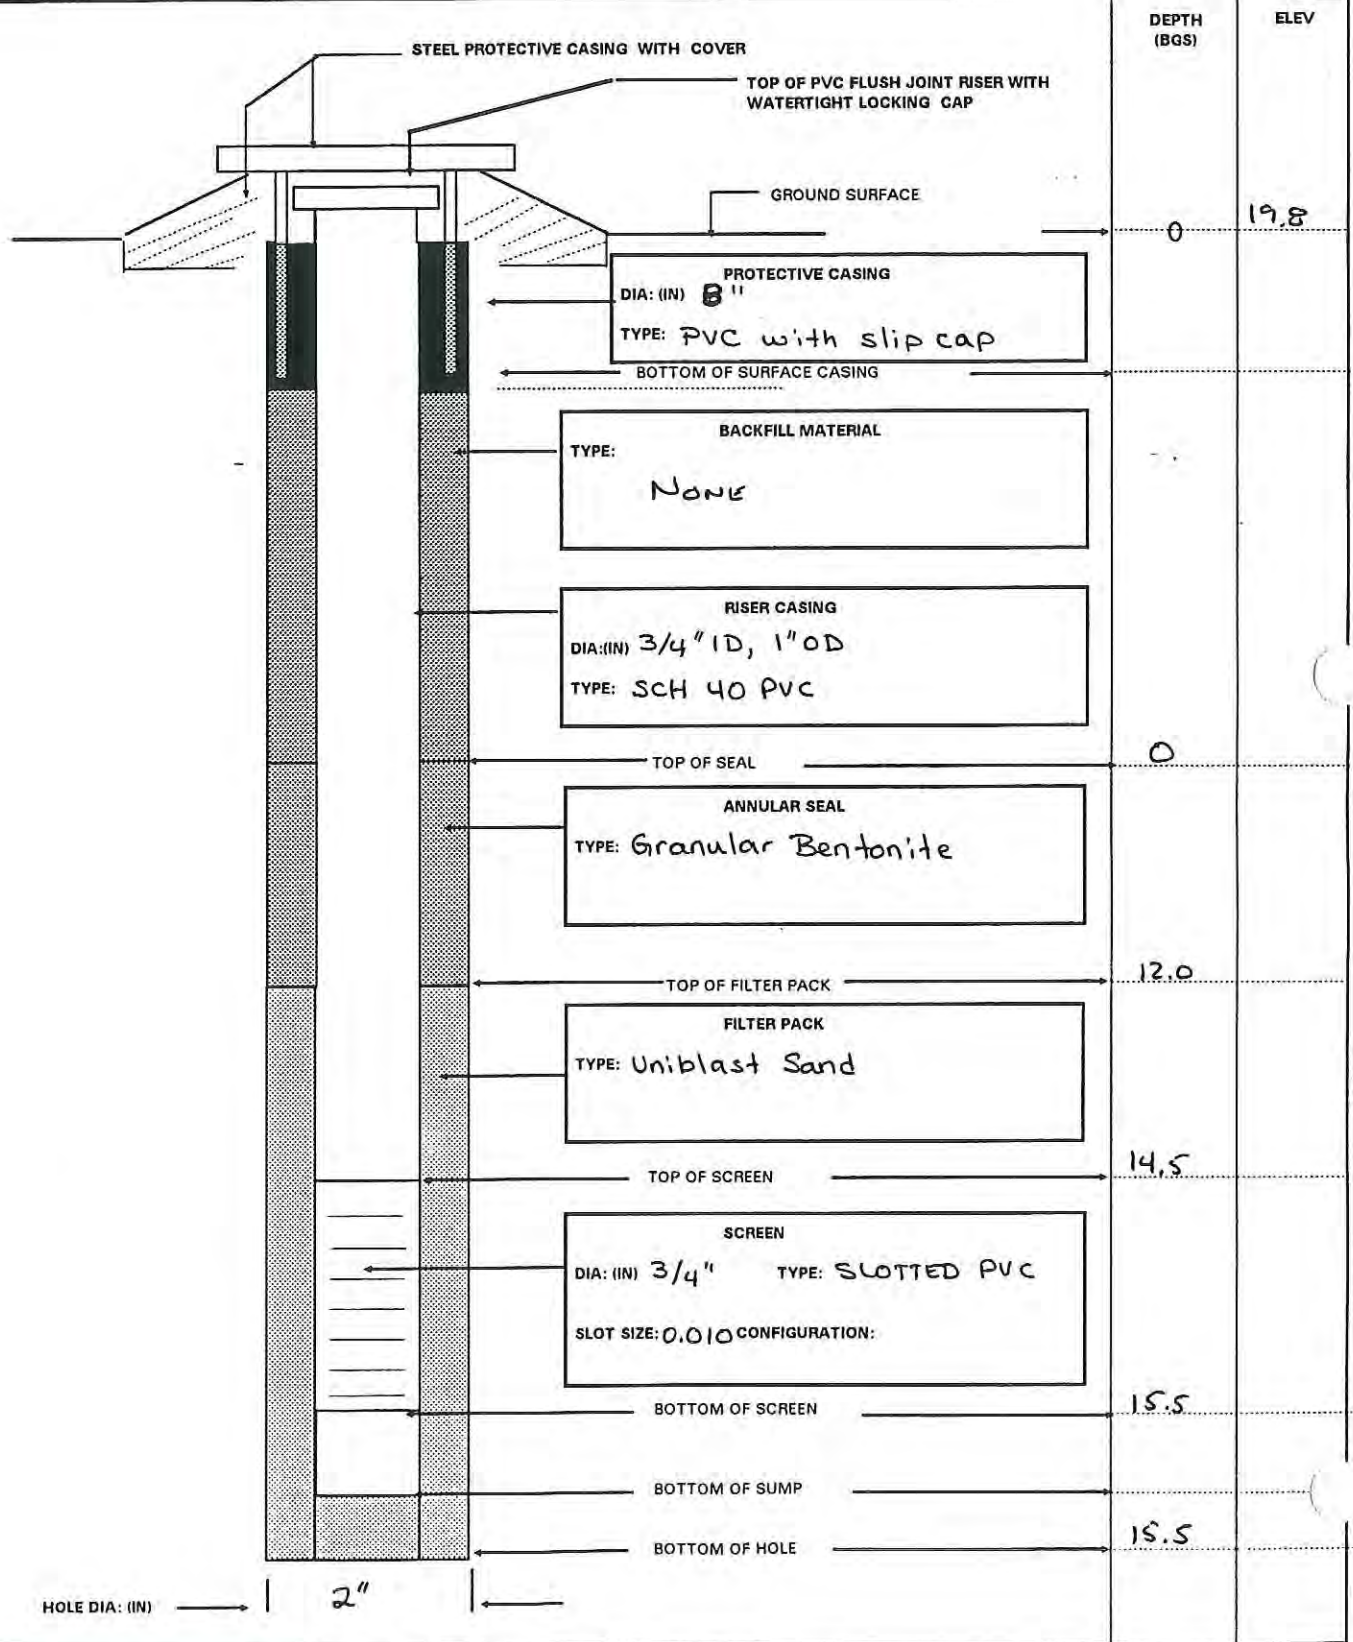 DEPTH
(BGS)
ELEV
STEEL PROTECTIVE CASING WITH COVER
TOP OF PVC FLUSH JOINT RISER WITH
WATERTIGHT LOCKING CAP
GROUND SURFACE
0
19.8
PROTECTIVE CASING
DIA: (IN) 8"
TYPE: PVC with slip cap
BOTTOM OF SURFACE CASING
BACKFILL MATERIAL
TYPE:
NONE
RISER CASING
DIA:(IN) 3/4" ID, 1" OD
TYPE: SCH 40 PVC
TOP OF SEAL
0
ANNULAR SEAL
TYPE: Granular Bentonite
TOP OF FILTER PACK
12.0
FILTER PACK
TYPE: Uniblast Sand
TOP OF SCREEN
14.5
SCREEN
DIA: (IN) 3/4" TYPE: SLOTTED PVC
SLOT SIZE: 0.010 CONFIGURATION:
BOTTOM OF SCREEN
15.5
BOTTOM OF SUMP
BOTTOM OF HOLE
15.5
HOLE DIA: (IN) 2"